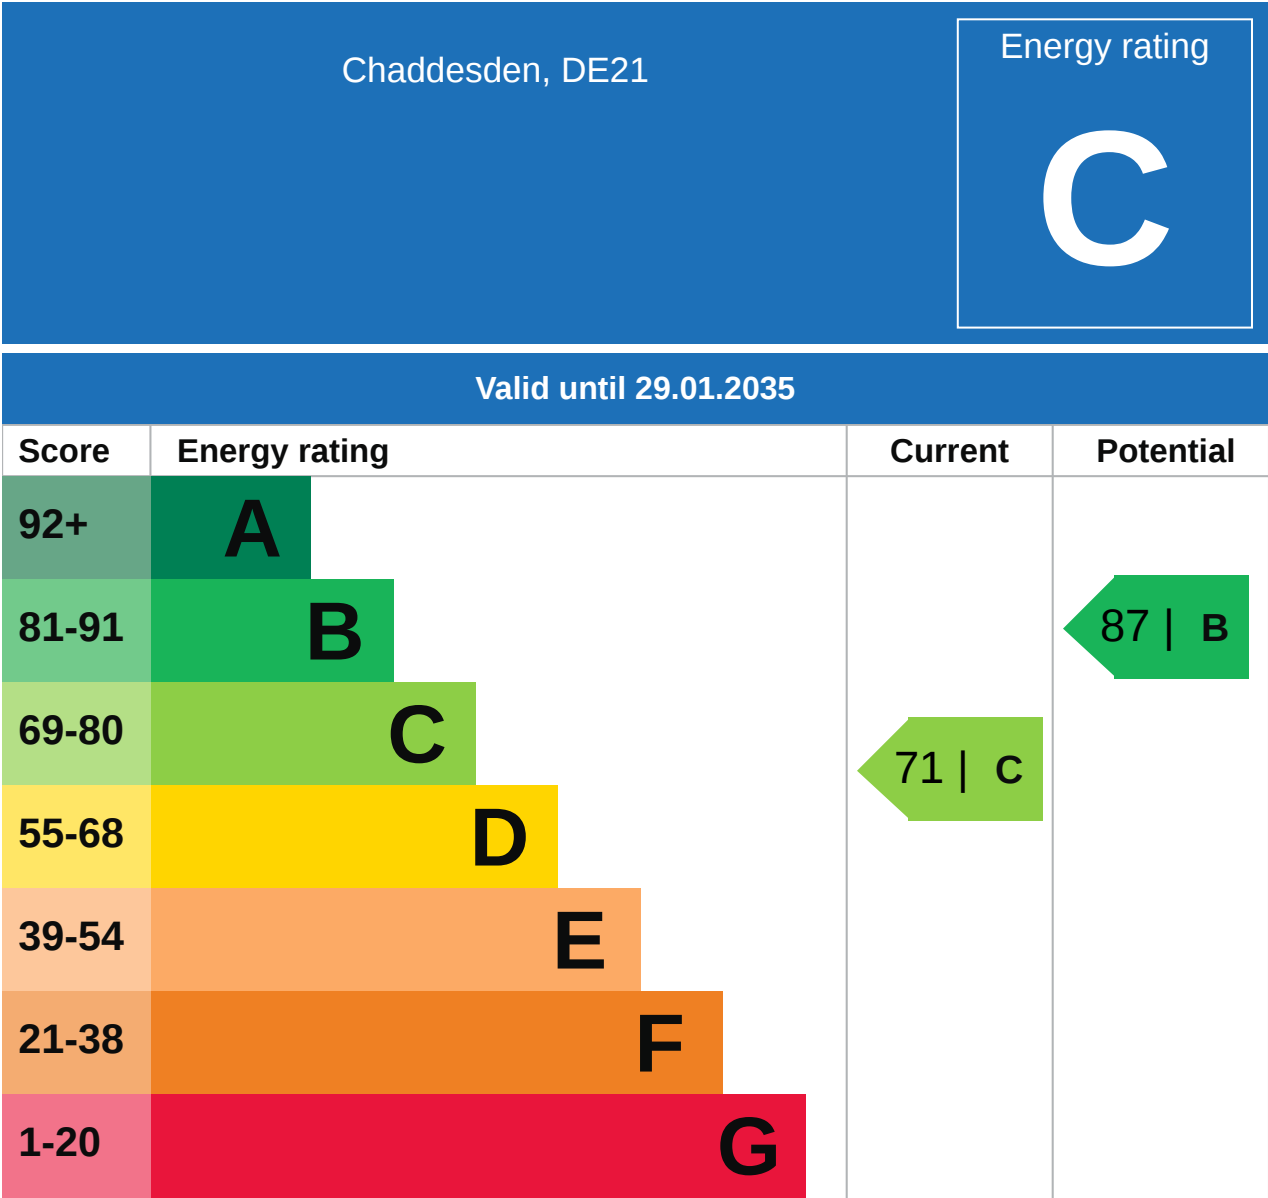 Chaddesden, DE21
Energy rating
C
Valid until 29.01.2035
Score Energy rating Current Potential
92+ A
81-91 B 87 | B
69-80 C 71 | C
55-68 D
39-54 E
21-38 F
1-20 G